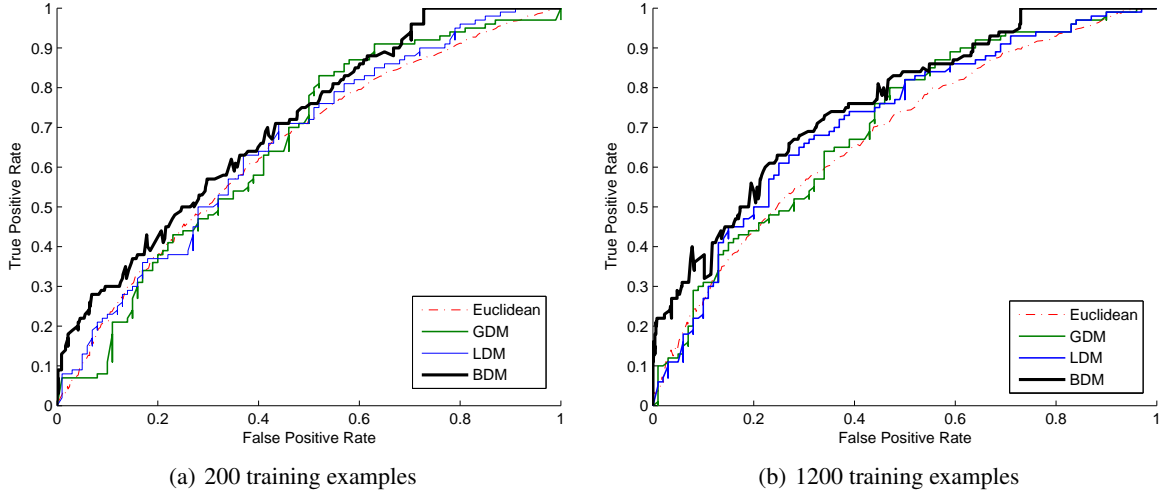 1
0.9
0.8
0.7
0.6
0.5
0.4
0.3
0.2
0.1
0
True Positive Rate
0 0.2 0.4 0.6 0.8 1
False Positive Rate
Euclidean
GDM
LDM
BDM
(a) 200 training examples
1
0.9
0.8
0.7
0.6
0.5
0.4
0.3
0.2
0.1
0
True Positive Rate
0 0.2 0.4 0.6 0.8 1
False Positive Rate
Euclidean
GDM
LDM
BDM
(b) 1200 training examples